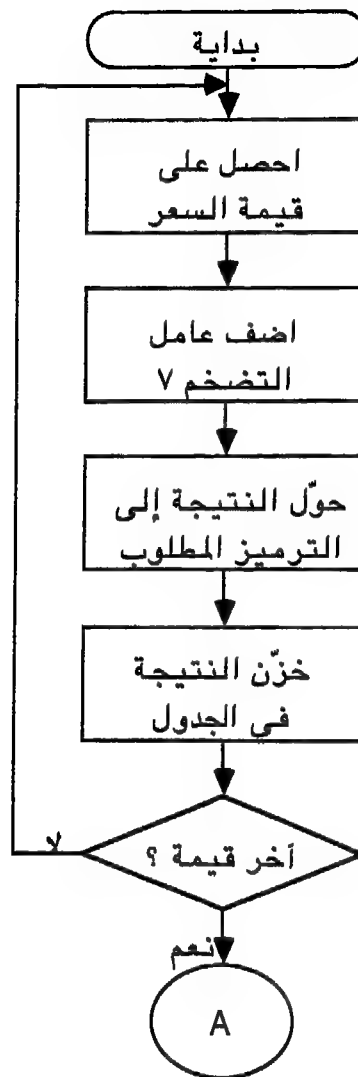 بداية
احصل على
قيمة السعر
اضف عامل
التضخم ٧
حوّل النتيجة إلى
الترميز المطلوب
خزّن النتيجة
في الجدول
آخر قيمة ؟
لا
نعم
A